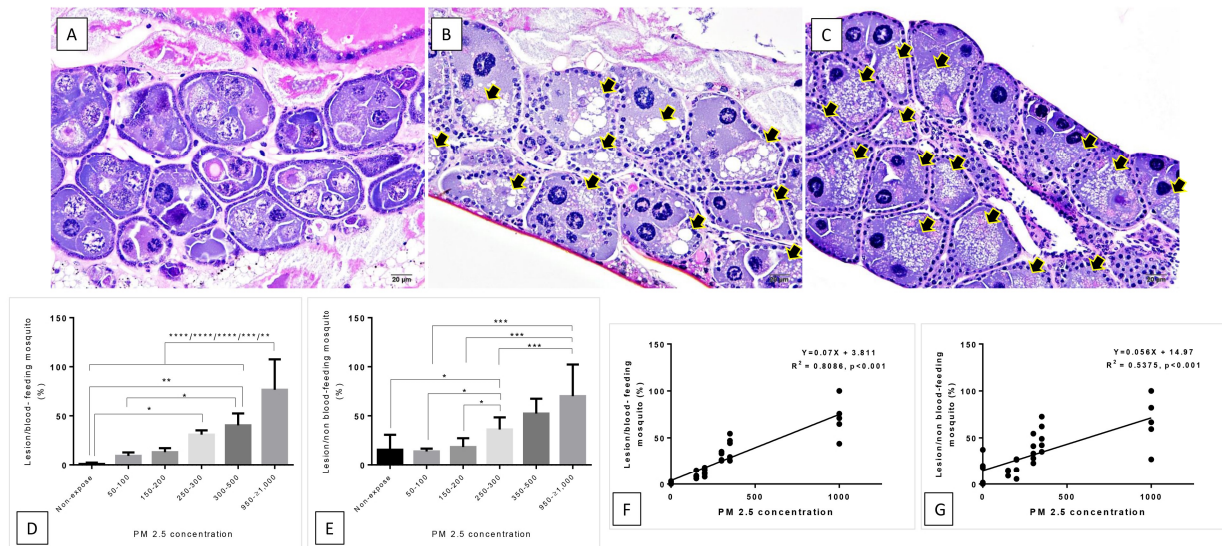 A
B
C
20 µm
20 µm
20 µm
Lesion/blood- feeding mosquito
(%)
150
100
50
0
****/****/****/***/**
**
*
*
Non-expose
50-100
150-200
250-300
300-500
950-≥1,000
PM 2.5 concentration
D
Lesion/non blood-feeding mosquito
(%)
150
100
50
0
***
***
***
*
*
*
Non-expose
50-100
150-200
250-300
350-500
950-≥1,000
PM 2.5 concentration
E
Lesion/blood-feeding
mosquito (%)
150
100
50
0
Y=0.07X + 3.811
R² = 0.8086, p<0.001
0
500
1000
PM 2.5 concentration
F
Lesion/non blood-feeding
mosquito (%)
150
100
50
0
Y=0.056X + 14.97
R² = 0.5375, p<0.001
0
500
1000
PM 2.5 concentration
G